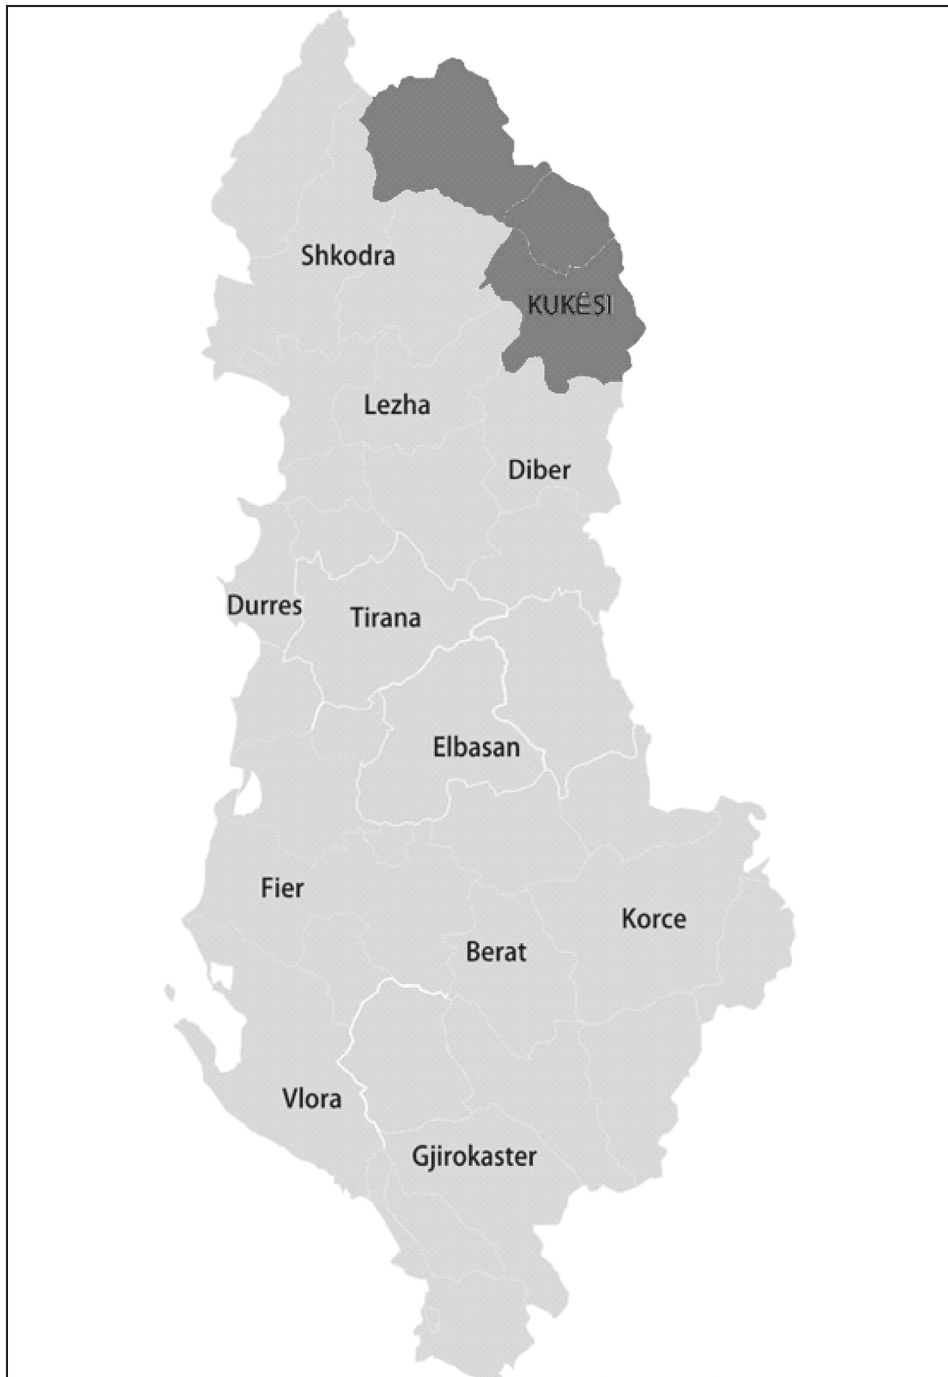 Shkodra
KUKËSI
Lezha
Diber
Durres
Tirana
Elbasan
Fier
Korce
Berat
Vlora
Gjirokaster